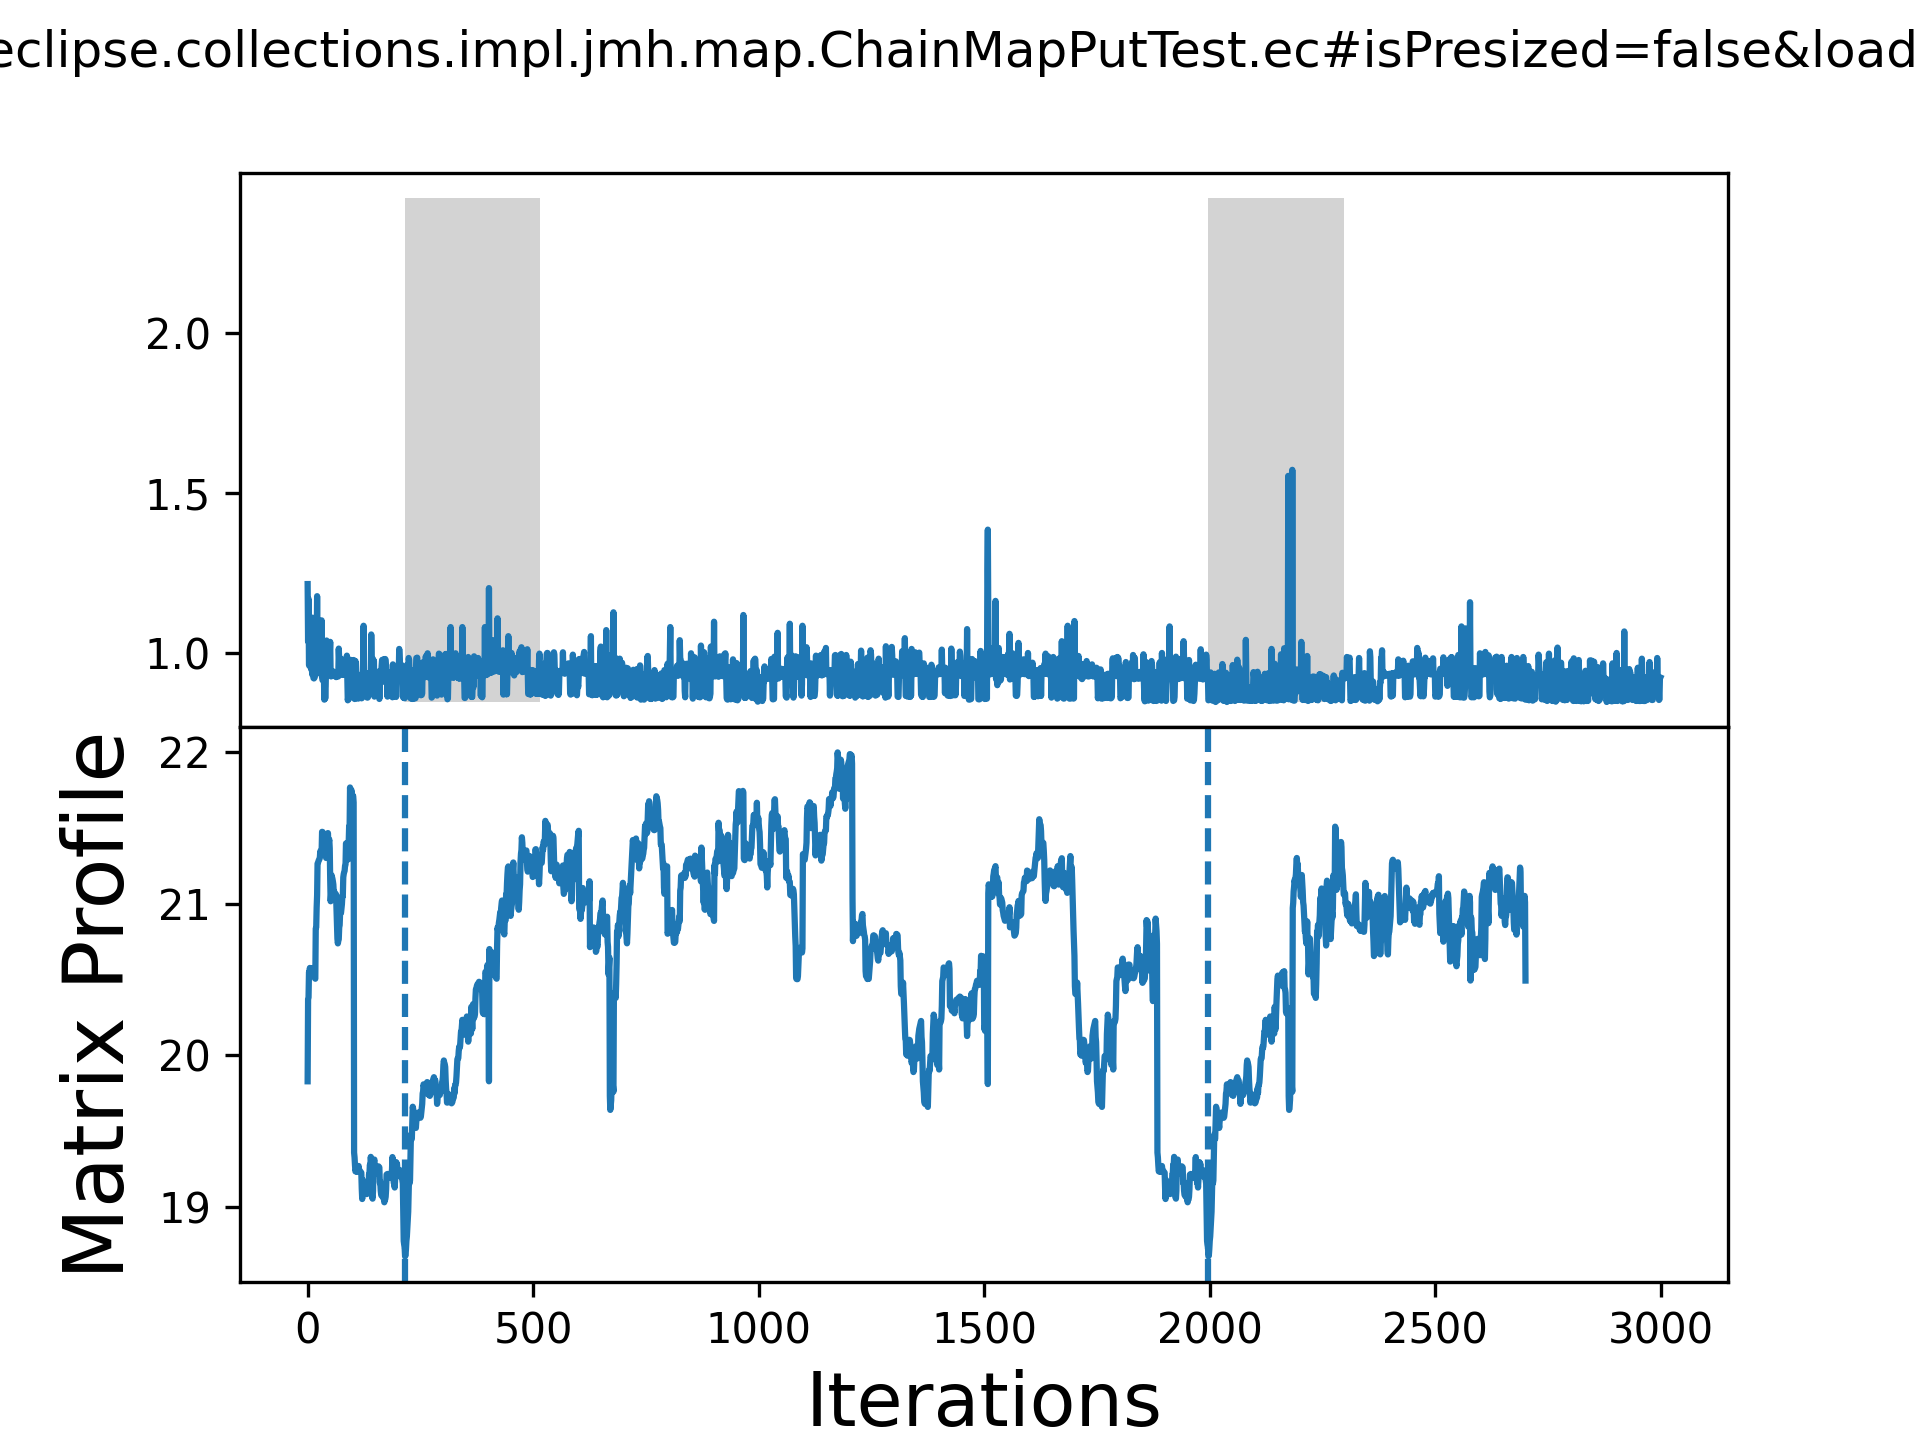 eclipse.collections.impl.jmh.map.ChainMapPutTest.ec#isPresized=false&load
2.0
1.5
1.0
Matrix Profile
22
21
20
19
0 500 1000 1500 2000 2500 3000
Iterations